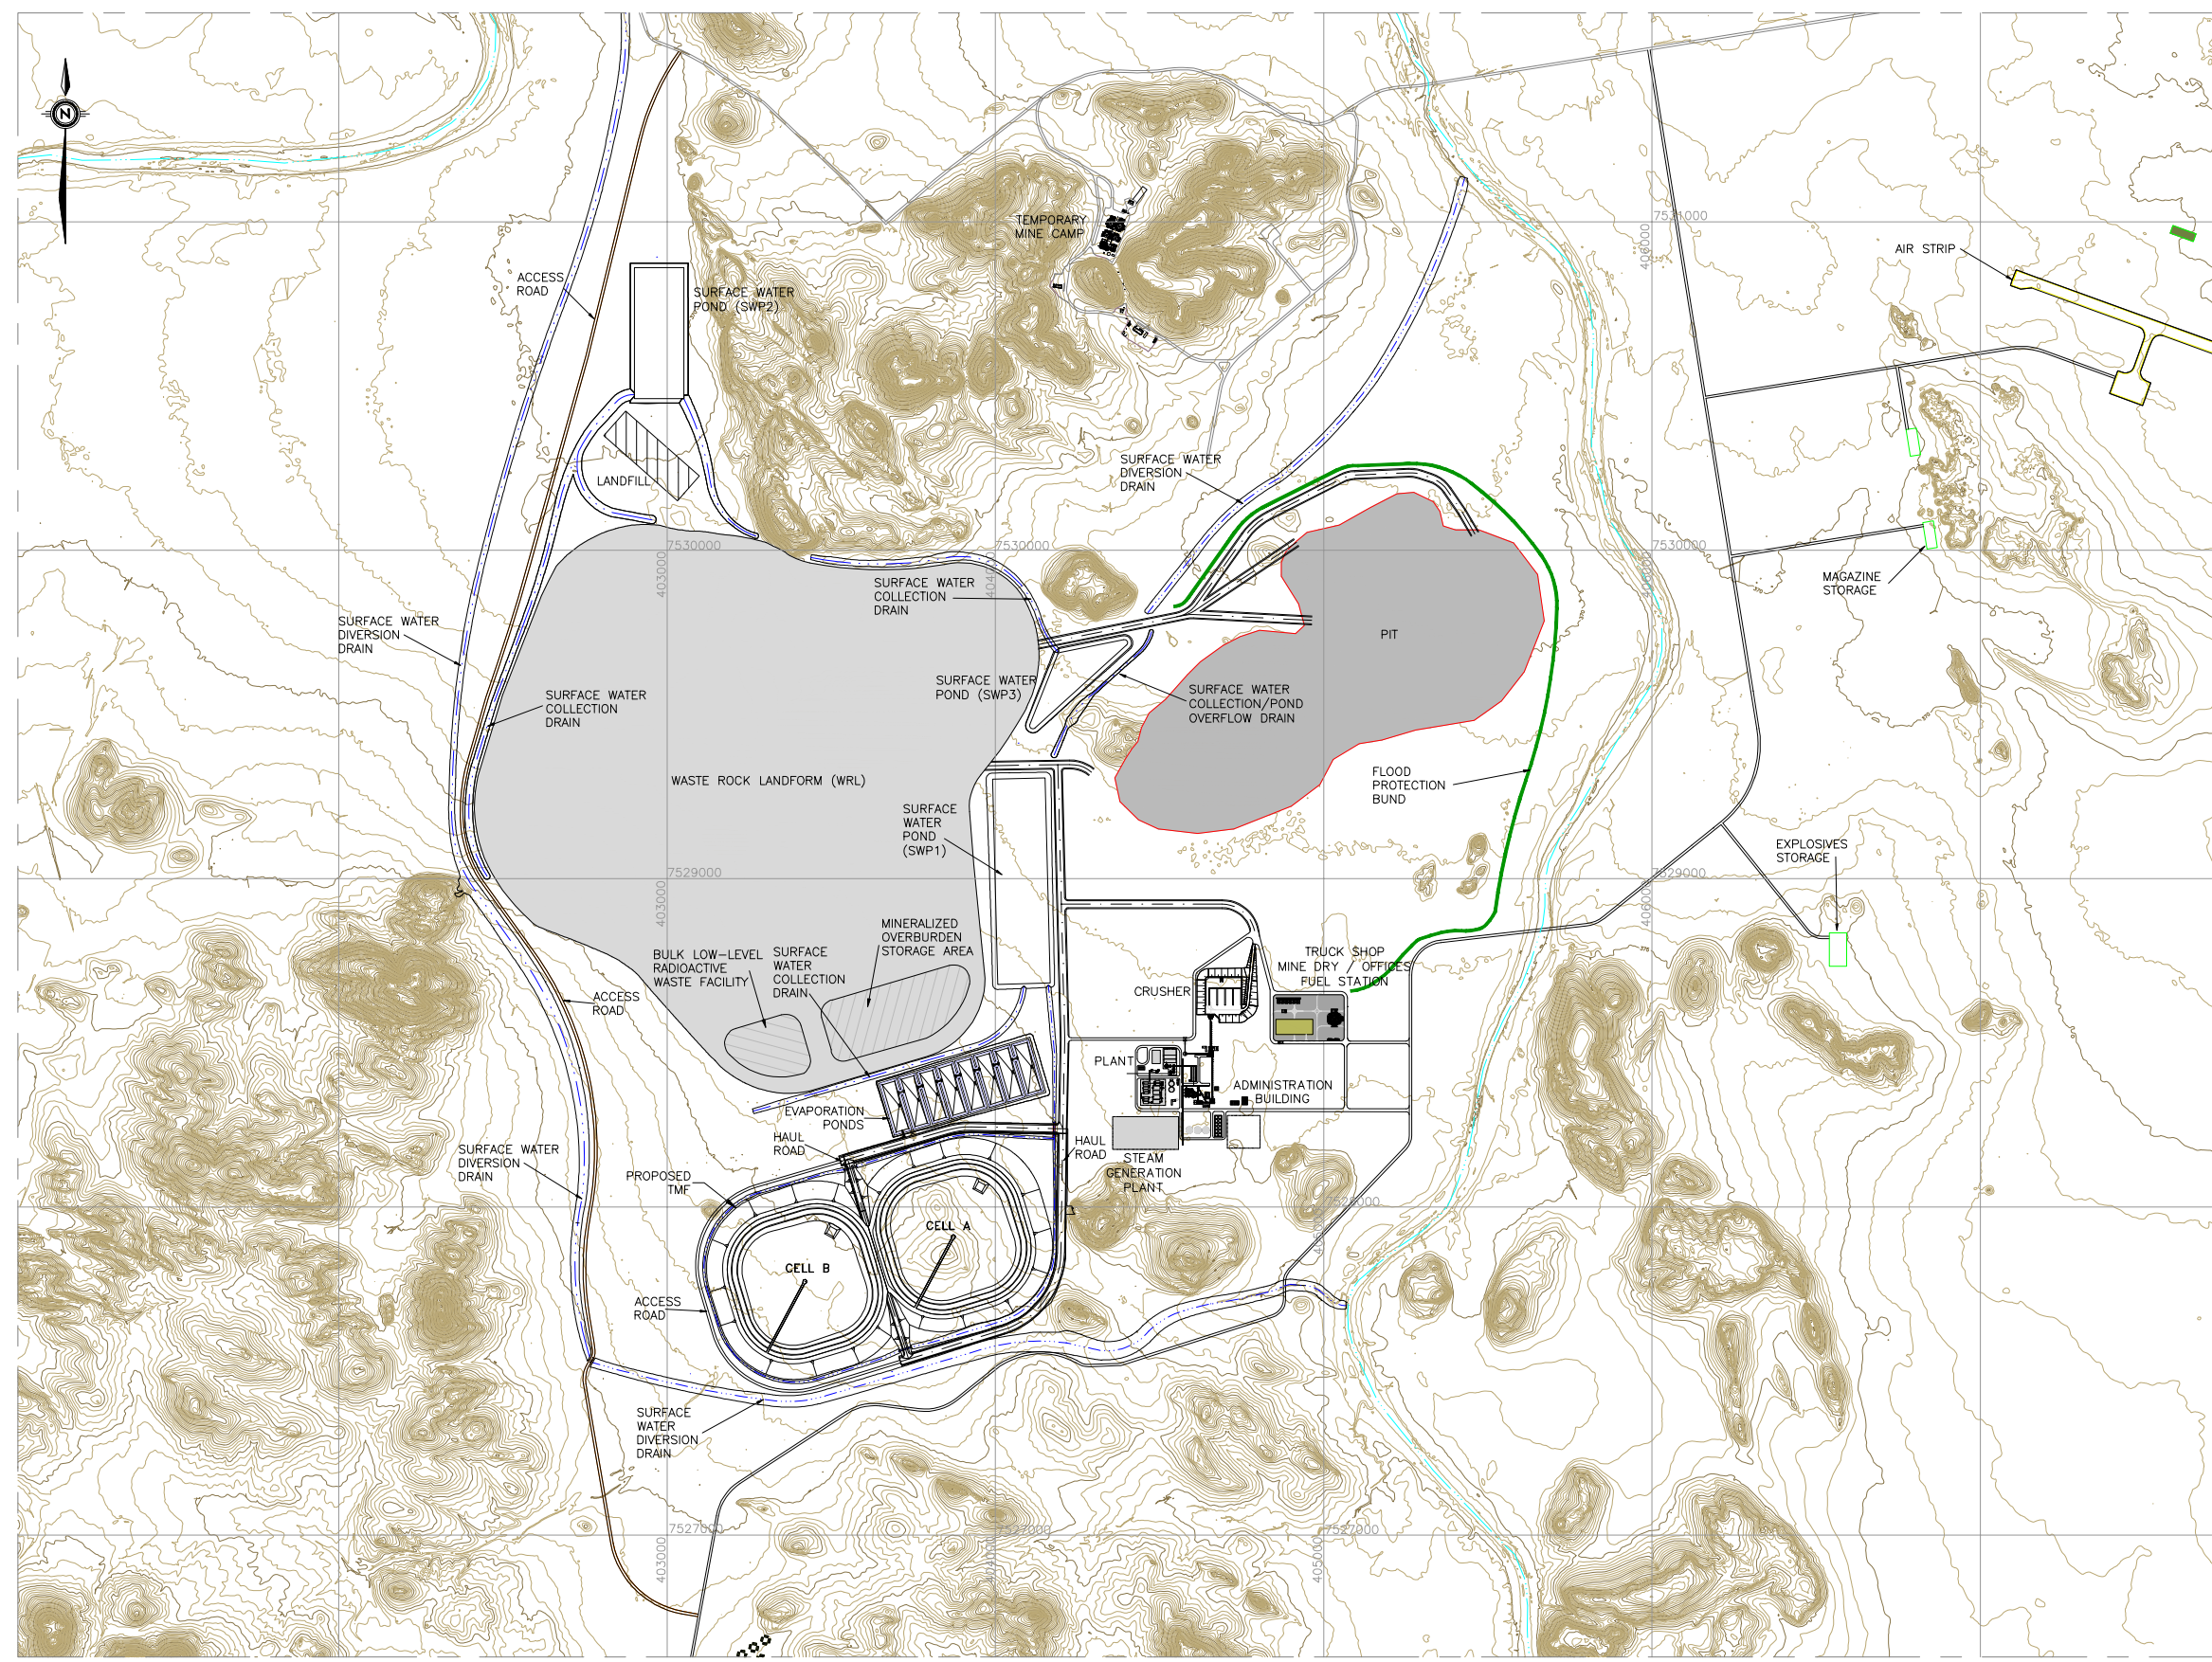 N
TEMPORARY
MINE CAMP
7531000
406000
AIR STRIP
ACCESS
ROAD
SURFACE WATER
POND (SWP2)
SURFACE WATER
DIVERSION
DRAIN
LANDFILL
7530000
403000
7530000
SURFACE WATER
COLLECTION
DRAIN
MAGAZINE
STORAGE
SURFACE WATER
DIVERSION
DRAIN
PIT
SURFACE WATER
POND (SWP3)
SURFACE WATER
COLLECTION/POND
OVERFLOW DRAIN
SURFACE WATER
COLLECTION
DRAIN
WASTE ROCK LANDFORM (WRL)
FLOOD
PROTECTION
BUND
SURFACE
WATER
POND
(SWP1)
EXPLOSIVES
STORAGE
7529000
403000
7529000
406000
MINERALIZED
OVERBURDEN
STORAGE AREA
BULK LOW-LEVEL
RADIOACTIVE
WASTE FACILITY
SURFACE
WATER
COLLECTION
DRAIN
TRUCK SHOP
MINE DRY / OFFICES
FUEL STATION
CRUSHER
ACCESS
ROAD
PLANT
ADMINISTRATION
BUILDING
EVAPORATION
PONDS
HAUL
ROAD
HAUL
ROAD
SURFACE WATER
DIVERSION
DRAIN
STEAM
GENERATION
PLANT
PROPOSED
TMF
7528000
CELL A
CELL B
ACCESS
ROAD
SURFACE
WATER
DIVERSION
DRAIN
7527000
403000
7527000
7527000
405000